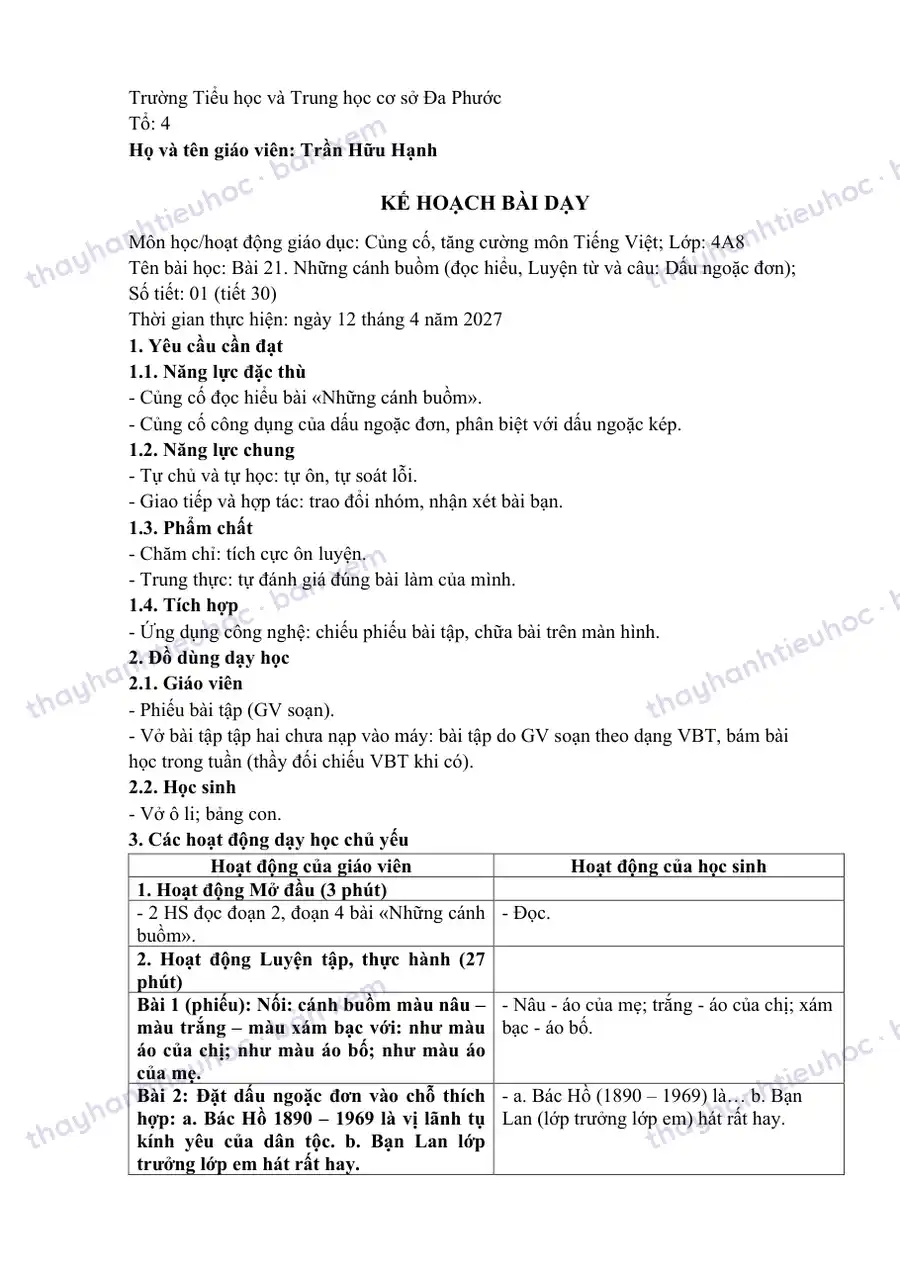 Trường Tiểu học và Trung học cơ sở Đa Phước
Tổ: 4
Họ và tên giáo viên: Trần Hữu Hạnh
KẾ HOẠCH BÀI DẠY
Môn học/hoạt động giáo dục: Củng cố, tăng cường môn Tiếng Việt; Lớp: 4A8
Tên bài học: Bài 21. Những cánh buồm (đọc hiểu, Luyện từ và câu: Dấu ngoặc đơn);
Số tiết: 01 (tiết 30)
Thời gian thực hiện: ngày 12 tháng 4 năm 2027
1. Yêu cầu cần đạt
1.1. Năng lực đặc thù
- Củng cố đọc hiểu bài «Những cánh buồm».
- Củng cố công dụng của dấu ngoặc đơn, phân biệt với dấu ngoặc kép.
1.2. Năng lực chung
- Tự chủ và tự học: tự ôn, tự soát lỗi.
- Giao tiếp và hợp tác: trao đổi nhóm, nhận xét bài bạn.
1.3. Phẩm chất
- Chăm chỉ: tích cực ôn luyện.
- Trung thực: tự đánh giá đúng bài làm của mình.
1.4. Tích hợp
- Ứng dụng công nghệ: chiếu phiếu bài tập, chữa bài trên màn hình.
2. Đồ dùng dạy học
2.1. Giáo viên
- Phiếu bài tập (GV soạn).
- Vở bài tập tập hai chưa nạp vào máy: bài tập do GV soạn theo dạng VBT, bám bài
học trong tuần (thầy đối chiếu VBT khi có).
2.2. Học sinh
- Vở ô li; bảng con.
3. Các hoạt động dạy học chủ yếu
Hoạt động của giáo viên
Hoạt động của học sinh
1. Hoạt động Mở đầu (3 phút)
- 2 HS đọc đoạn 2, đoạn 4 bài «Những cánh
buồm».
- Đọc.
2. Hoạt động Luyện tập, thực hành (27
phút)
Bài 1 (phiếu): Nối: cánh buồm màu nâu –
màu trắng – màu xám bạc với: như màu
áo của chị; như màu áo bố; như màu áo
của mẹ.
- Nâu - áo của mẹ; trắng - áo của chị; xám
bạc - áo bố.
Bài 2: Đặt dấu ngoặc đơn vào chỗ thích
hợp: a. Bác Hồ 1890 – 1969 là vị lãnh tụ
kính yêu của dân tộc. b. Bạn Lan lớp
trưởng lớp em hát rất hay.
- a. Bác Hồ (1890 – 1969) là… b. Bạn
Lan (lớp trưởng lớp em) hát rất hay.
thayhanhtieuhoc · bản xem
thayhanhtieuhoc · b
thayhanhtieuhoc · bản xem
thayhanhtieuhoc · b
thayhanhtieuhoc · bản xem
thayhanhtieuhoc · b